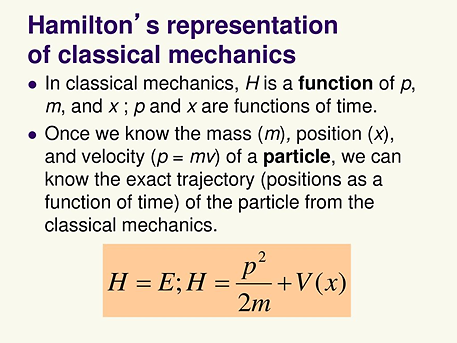 Hamilton’s representation
of classical mechanics
● In classical mechanics, H is a function of p,
m, and x ; p and x are functions of time.
● Once we know the mass (m), position (x),
and velocity (p = mv) of a particle, we can
know the exact trajectory (positions as a
function of time) of the particle from the
classical mechanics.
H = E; H = p²/2m + V(x)